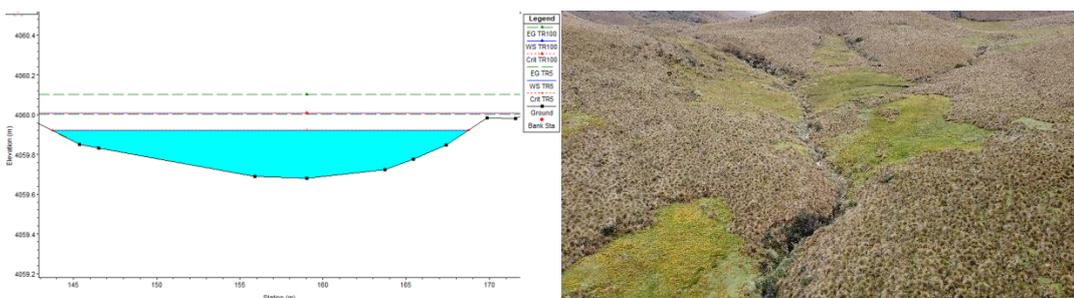 Legend
EG TR100
WS TR100
Crit TR100
EG TR5
WS TR5
Crit TR5
Ground
Bank Sta
4060.4
4060.2
4060.0
4059.8
4059.6
4059.4
4059.2
Elevation (m)
145
150
155
160
165
170
Station (m)